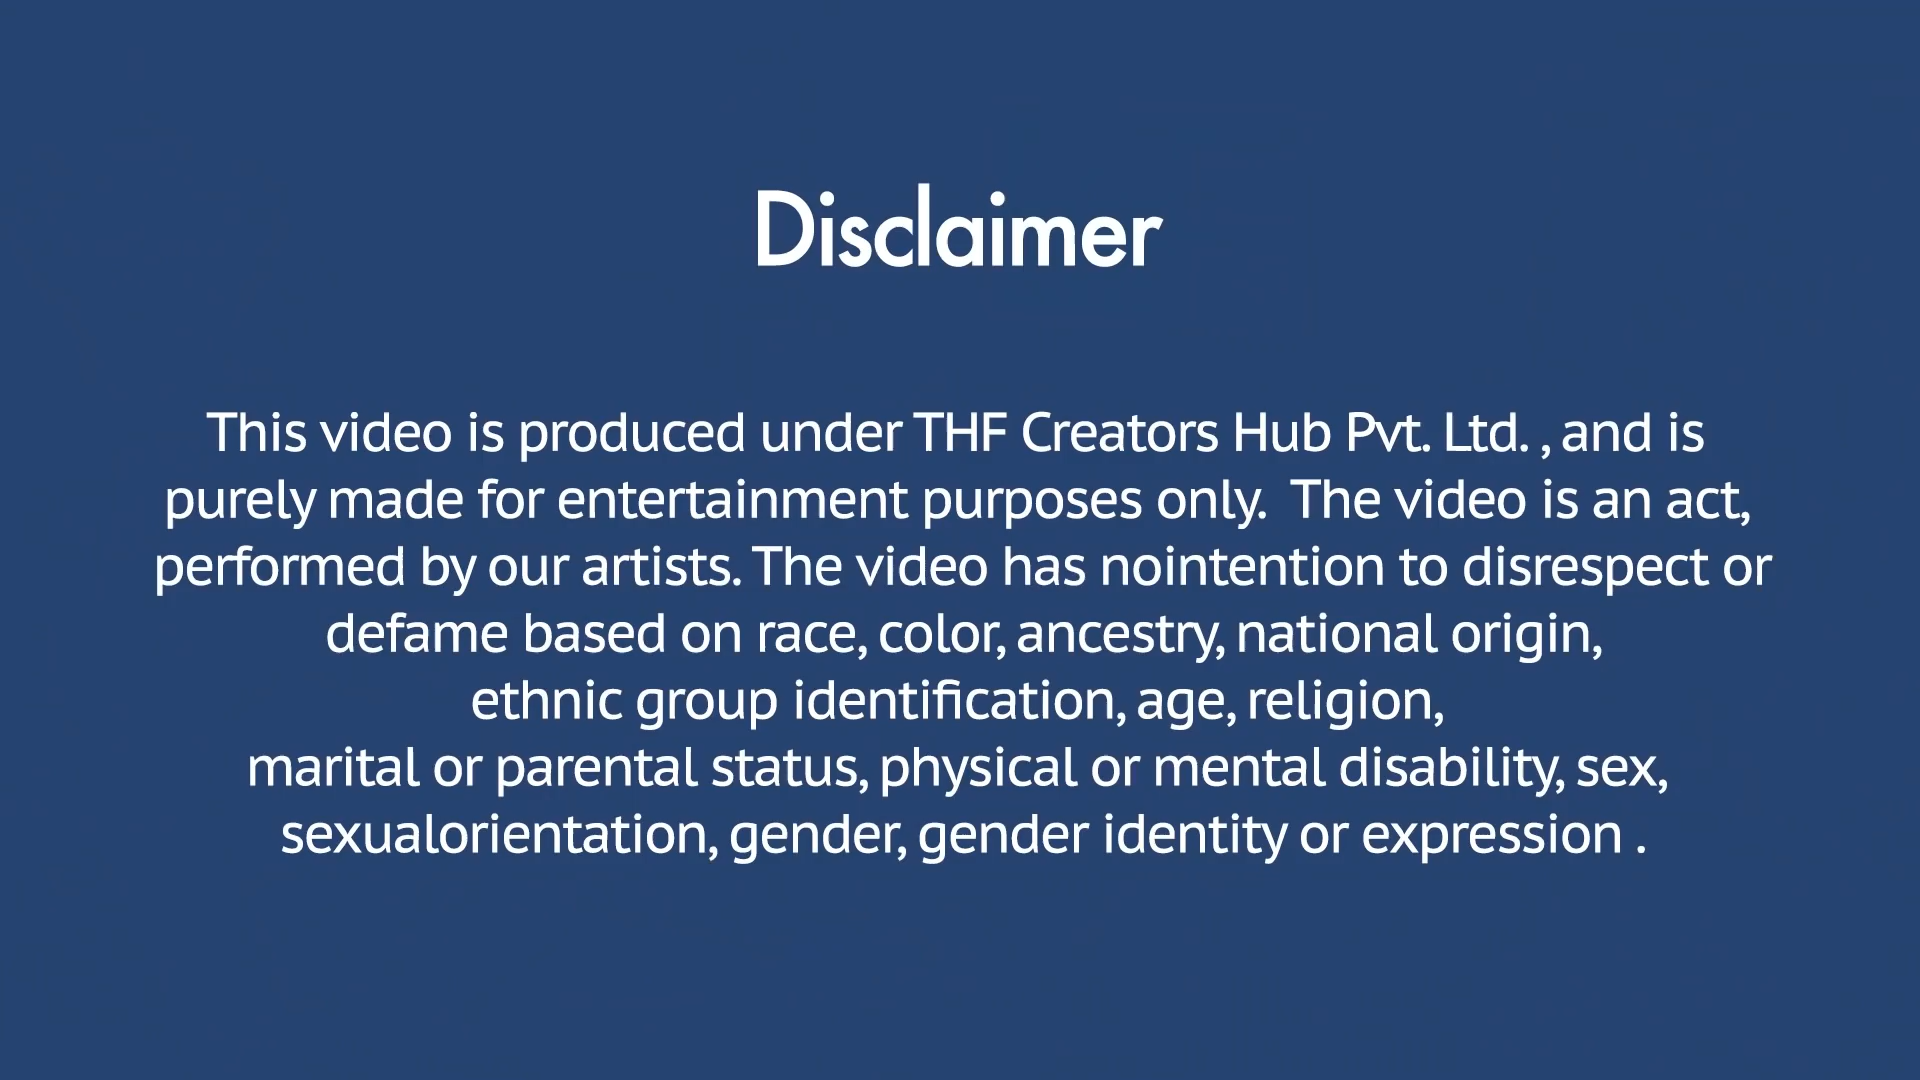 Disclaimer
This video is produced under THF Creators Hub Pvt. Ltd. , and is
purely made for entertainment purposes only.  The video is an act,
performed by our artists. The video has nointention to disrespect or
defame based on race, color, ancestry, national origin,
ethnic group identification, age, religion,
marital or parental status, physical or mental disability, sex,
sexualorientation, gender, gender identity or expression .